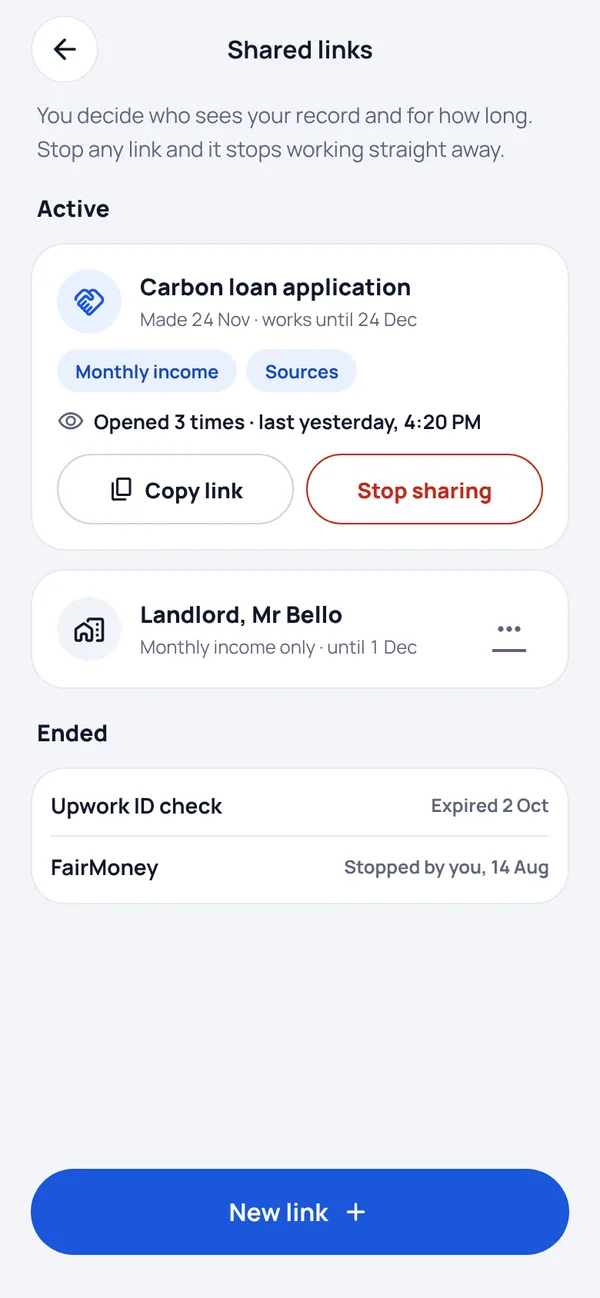 Shared links
You decide who sees your record and for how long.
Stop any link and it stops working straight away.
Active
Carbon loan application
Made 24 Nov · works until 24 Dec
Monthly income
Sources
Opened 3 times · last yesterday, 4:20 PM
Copy link
Stop sharing
Landlord, Mr Bello
Monthly income only · until 1 Dec
Ended
Upwork ID check
Expired 2 Oct
FairMoney
Stopped by you, 14 Aug
New link +